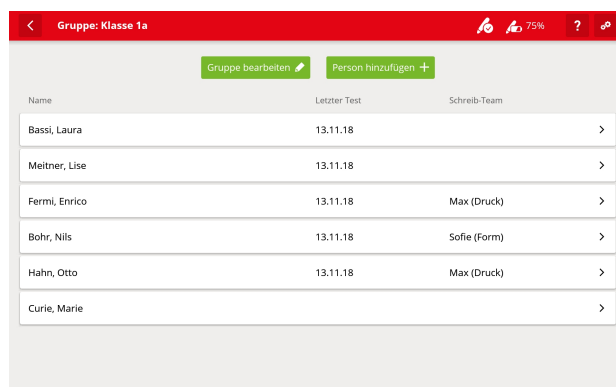 Gruppe: Klasse 1a 75% ?
Gruppe bearbeiten Person hinzufügen
Name Letzter Test Schreib-Team
Bassi, Laura 13.11.18
Meitner, Lise 13.11.18
Fermi, Enrico 13.11.18 Max (Druck)
Bohr, Nils 13.11.18 Sofie (Form)
Hahn, Otto 13.11.18 Max (Druck)
Curie, Marie